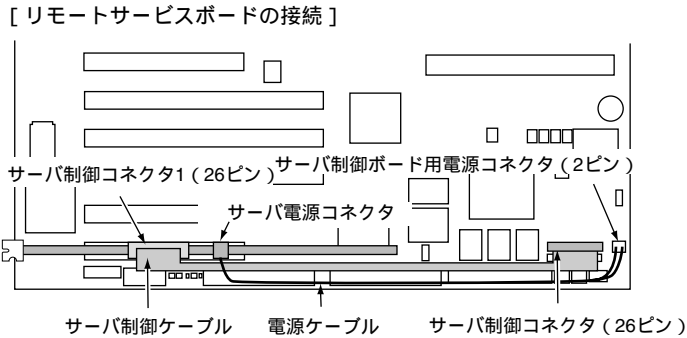 [ リモートサービスボードの接続 ]
サーバ制御コネクタ1（26ピン）
サーバ制御ボード用電源コネクタ（2ピン）
サーバ電源コネクタ
サーバ制御ケーブル
電源ケーブル
サーバ制御コネクタ（26ピン）